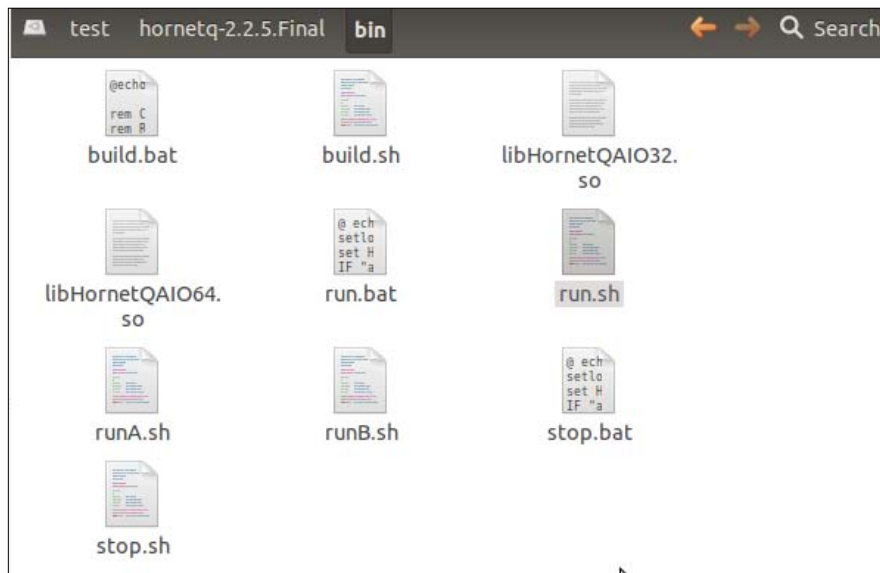 test hornetq-2.2.5.Final bin Search
@echo
rem C
rem R
build.bat build.sh libHornetQAIO32.
so
@ ech
setlo
set H
IF "a
libHornetQAIO64.
so
run.bat run.sh
@ ech
setlo
set H
IF "a
runA.sh runB.sh stop.bat
stop.sh